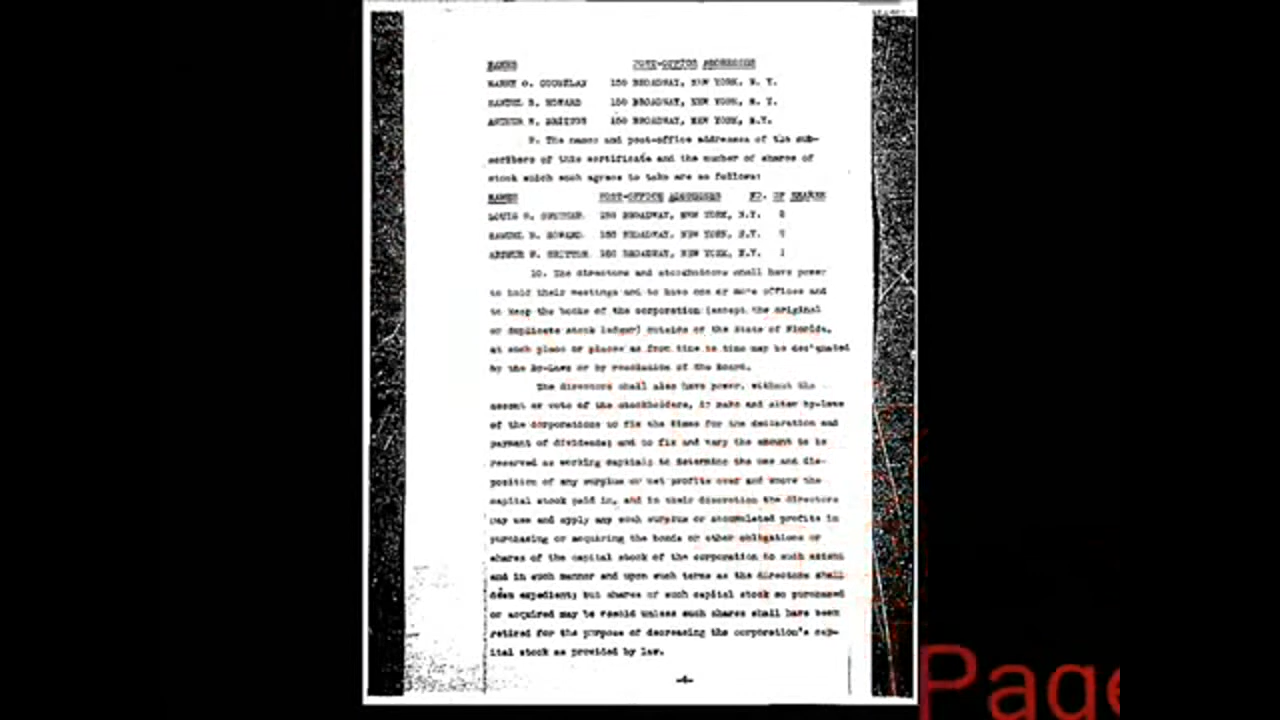 NAMES POST-OFFICE ADDRESSES
HARRY O. COUGHLAN 150 BROADWAY, NEW YORK, N. Y.
SAMUEL B. HOWARD 150 BROADWAY, NEW YORK, N. Y.
ARTHUR W. BRITTON 150 BROADWAY, NEW YORK, N.Y.
9. The names and post-office addresses of the sub-
scribers of this certificate and the number of shares of
stock which each agrees to take are as follows:
NAMES POST-OFFICE ADDRESSES NO. OF SHARES
LOUIS 150 BROADWAY, NEW YORK, N.Y.
SAMUEL B. HOWARD 150 BROADWAY, NEW YORK, N.Y.
ARTHUR W. BRITTON 150 BROADWAY, NEW YORK, N.Y. 1
10. The directors and stockholders shall have power
to hold their meetings and to have one or more offices and
to keep the books of the corporation (except the original
or duplicate stock ledger) outside of the State of Florida,
at such place or places as from time to time may be designated
by the By-Laws or by resolution of the Board.
The directors shall also have power, without the
assent or vote of the stockholders, to make and alter by-laws
of the corporation; to fix the times for the declaration and
payment of dividends; and to fix and vary the amount to be
reserved as working capital; to determine the use and dis-
position of any surplus or net profits over and above the
capital stock paid in, and in their discretion the directors
may use and apply any such surplus or accumulated profits in
purchasing or acquiring the bonds or other obligations or
shares of the capital stock of the corporation to such extent
and in such manner and upon such terms as the directors shall
deem expedient; but shares of such capital stock so purchased
or acquired may be resold unless such shares shall have been
retired for the purpose of decreasing the corporation's cap-
ital stock as provided by law.
-4-
Page